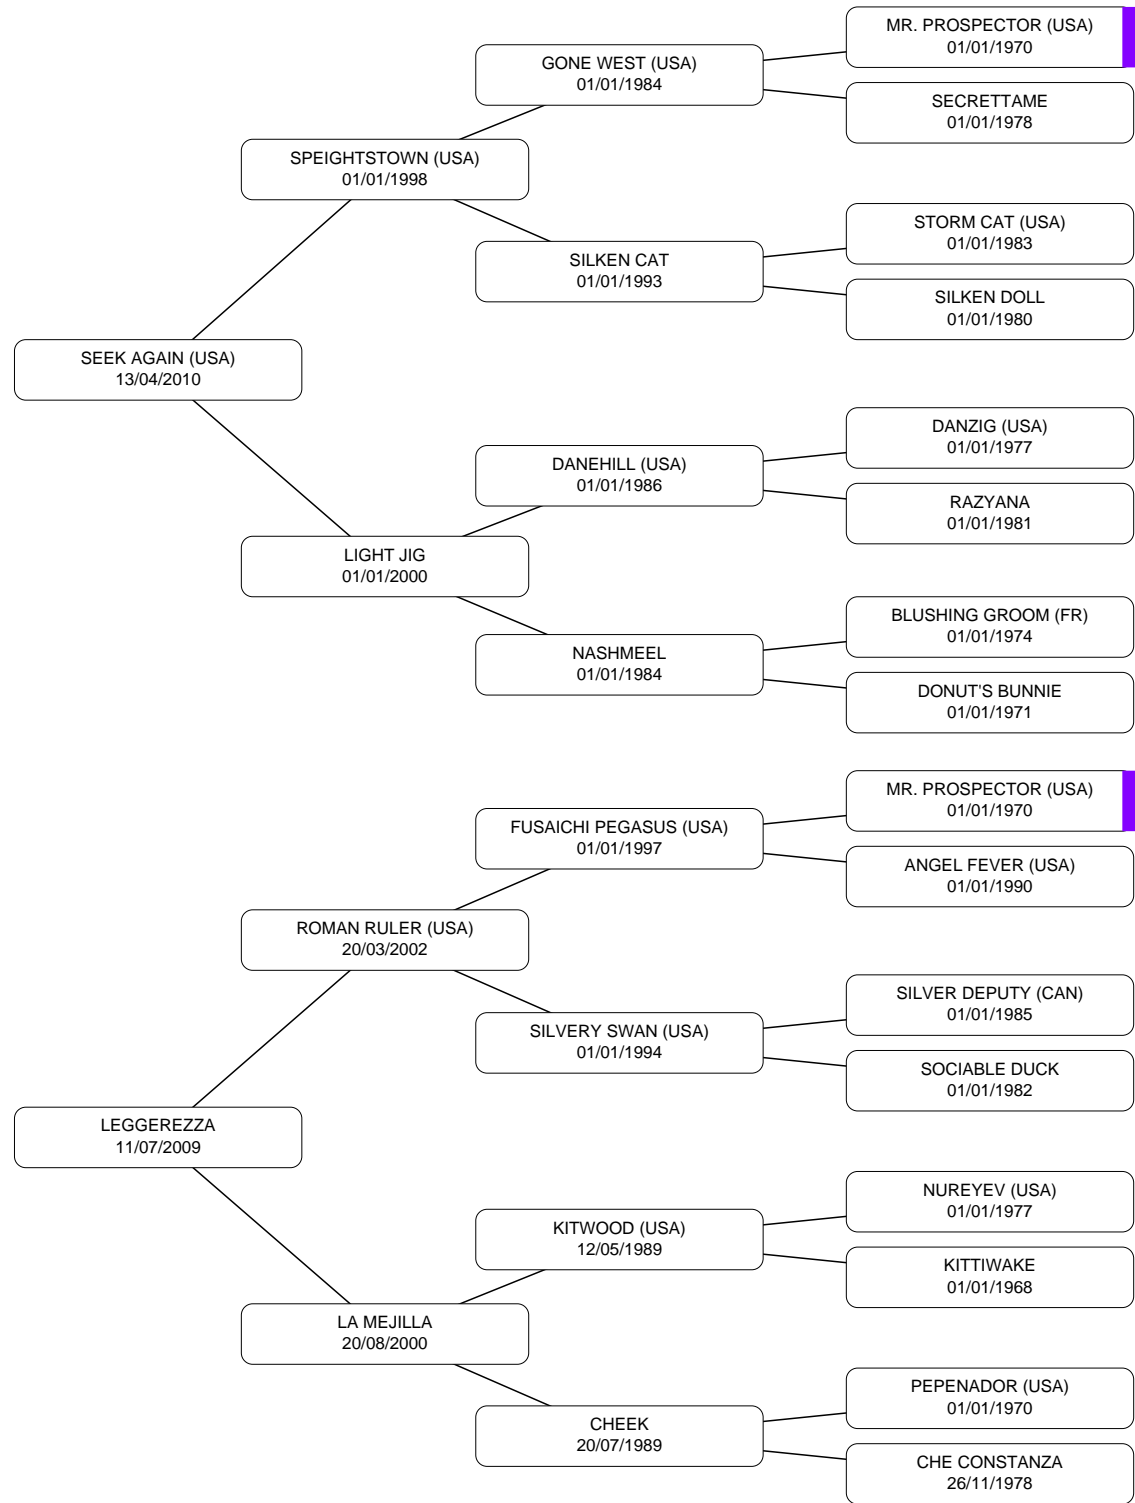 MR. PROSPECTOR (USA)
01/01/1970
GONE WEST (USA)
01/01/1984
SECRETTAME
01/01/1978
SPEIGHTSTOWN (USA)
01/01/1998
STORM CAT (USA)
01/01/1983
SILKEN CAT
01/01/1993
SILKEN DOLL
01/01/1980
SEEK AGAIN (USA)
13/04/2010
DANZIG (USA)
01/01/1977
DANEHILL (USA)
01/01/1986
RAZYANA
01/01/1981
LIGHT JIG
01/01/2000
BLUSHING GROOM (FR)
01/01/1974
NASHMEEL
01/01/1984
DONUT'S BUNNIE
01/01/1971
MR. PROSPECTOR (USA)
01/01/1970
FUSAICHI PEGASUS (USA)
01/01/1997
ANGEL FEVER (USA)
01/01/1990
ROMAN RULER (USA)
20/03/2002
SILVER DEPUTY (CAN)
01/01/1985
SILVERY SWAN (USA)
01/01/1994
SOCIABLE DUCK
01/01/1982
LEGGEREZZA
11/07/2009
NUREYEV (USA)
01/01/1977
KITWOOD (USA)
12/05/1989
KITTIWAKE
01/01/1968
LA MEJILLA
20/08/2000
PEPENADOR (USA)
01/01/1970
CHEEK
20/07/1989
CHE CONSTANZA
26/11/1978